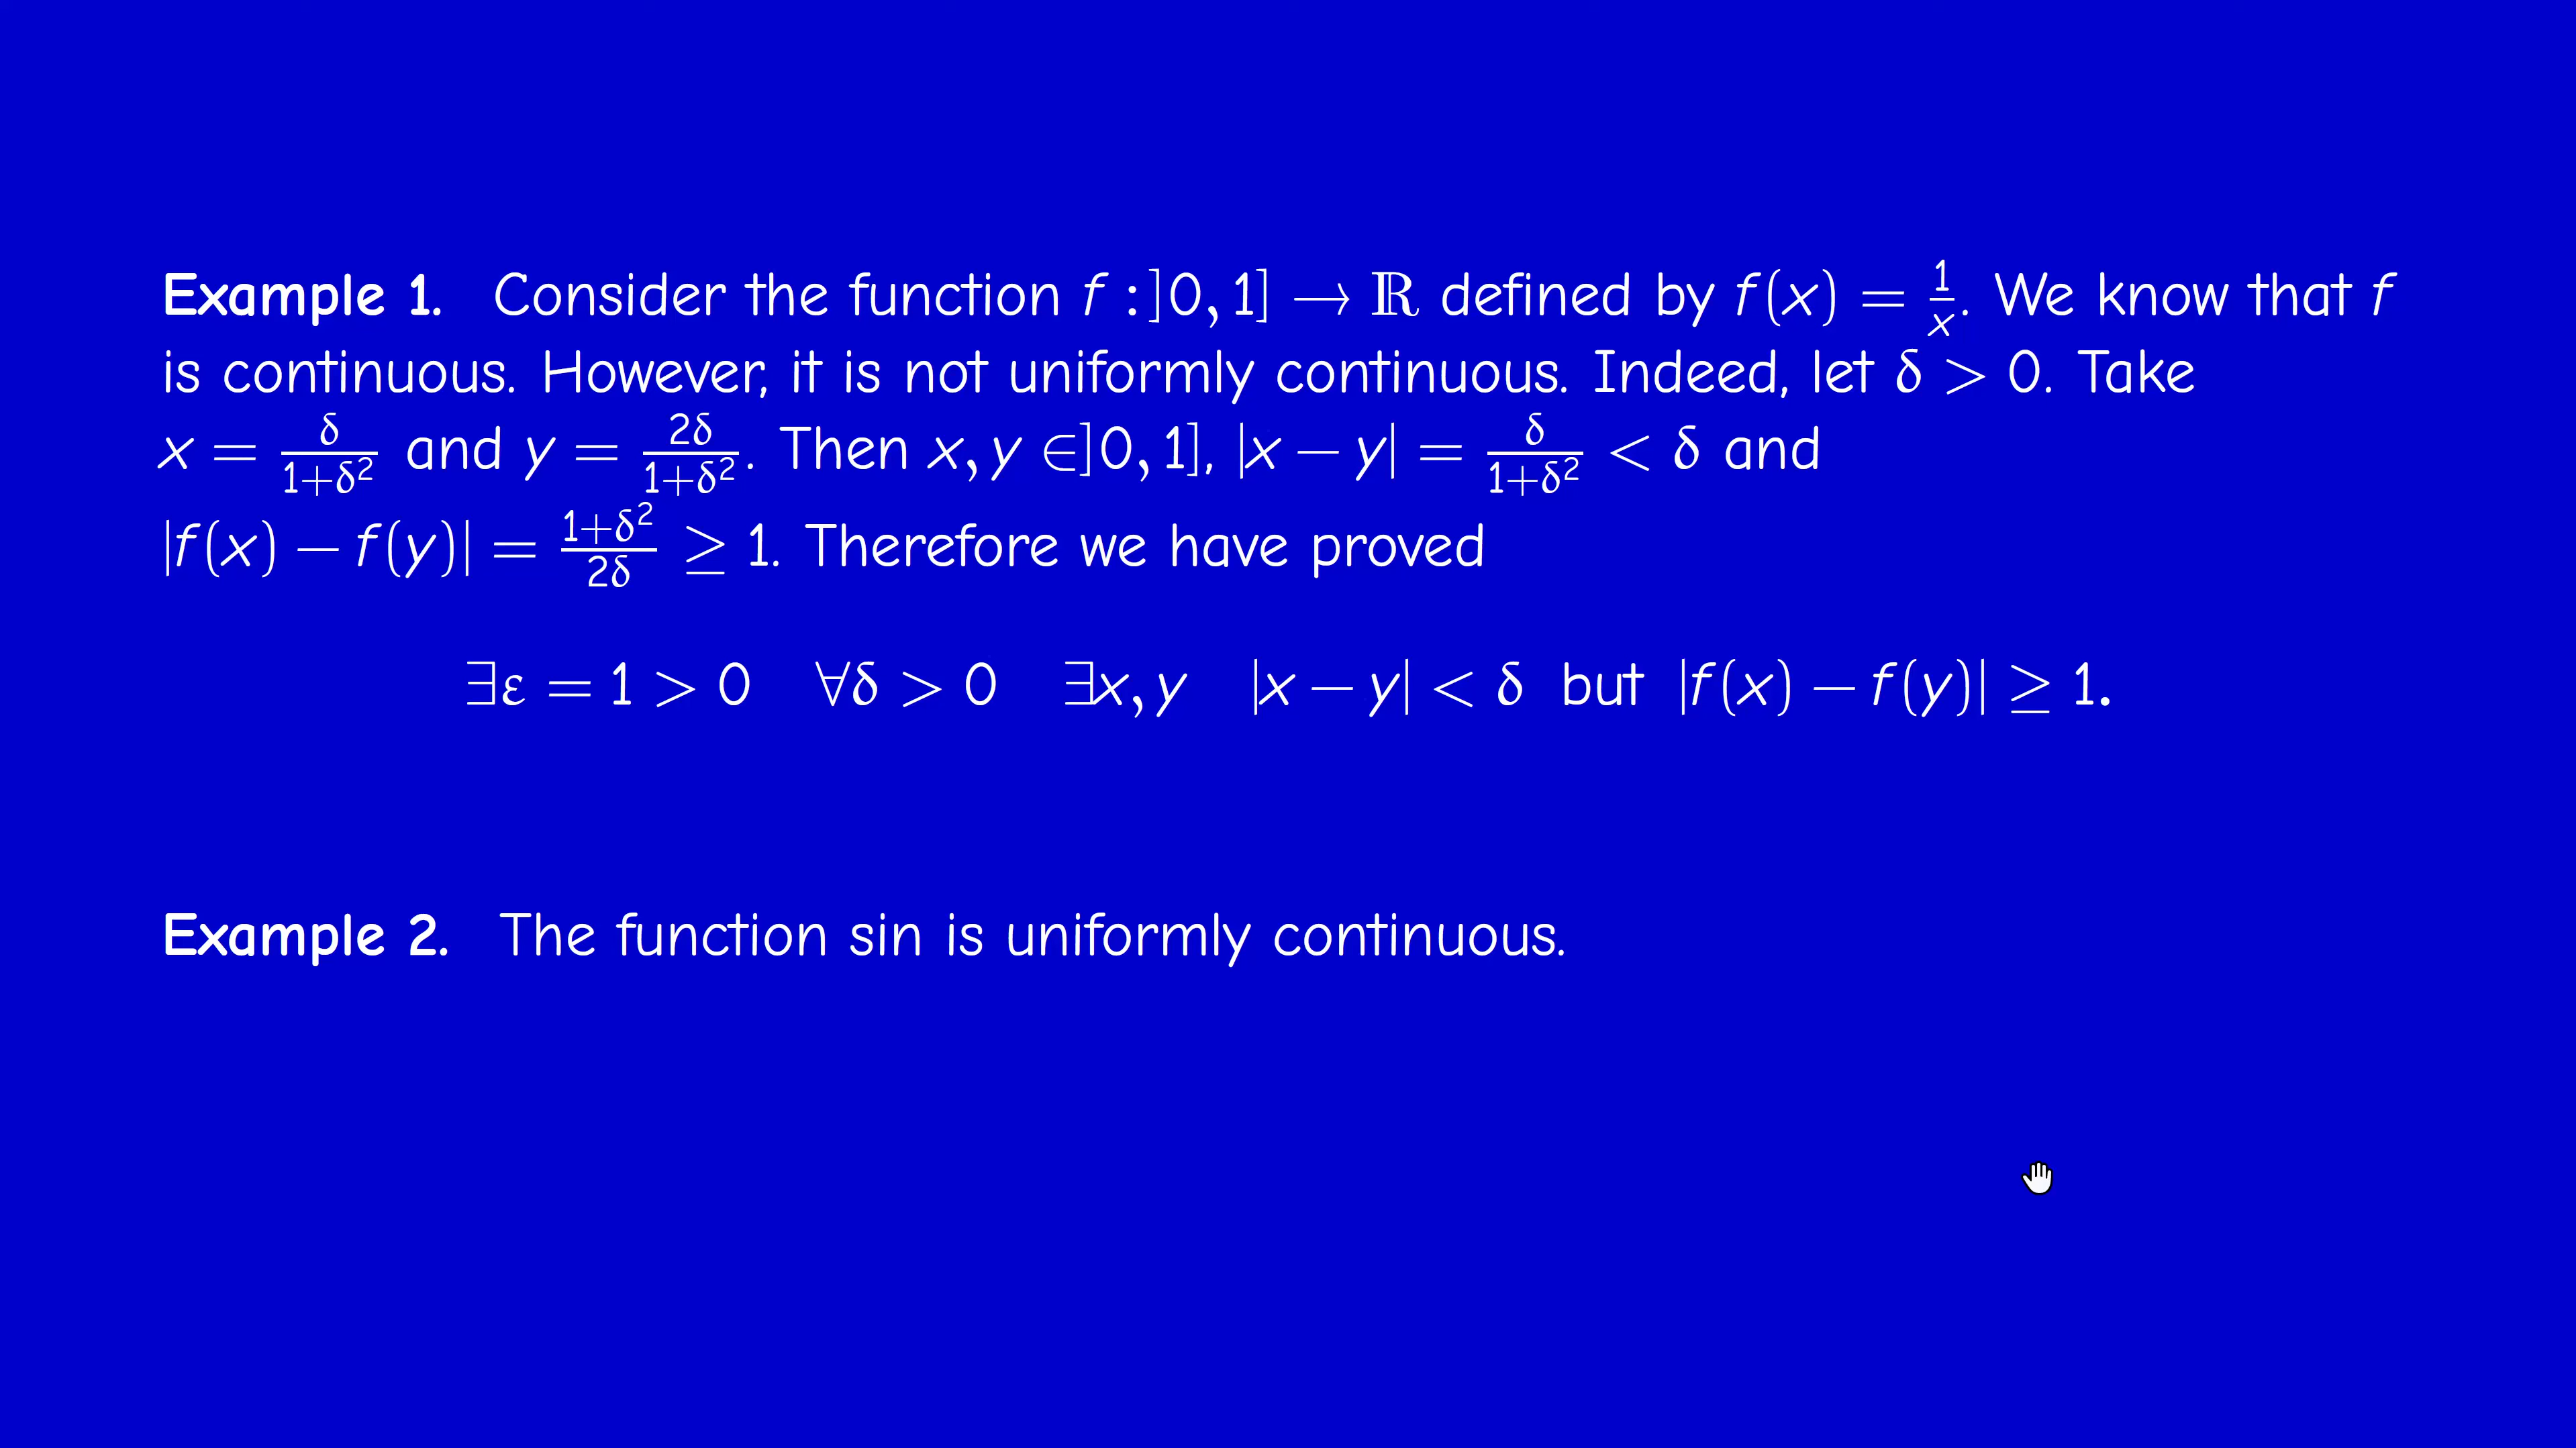 Example 1. Consider the function f : ]0, 1] → ℝ defined by f(x) = 1/x. We know that f
is continuous. However, it is not uniformly continuous. Indeed, let δ > 0. Take
x = δ/(1+δ²) and y = 2δ/(1+δ²). Then x, y ∈]0, 1], |x − y| = δ/(1+δ²) < δ and
|f(x) − f(y)| = (1+δ²)/(2δ) ≥ 1. Therefore we have proved
∃ε = 1 > 0 ∀δ > 0 ∃x, y |x − y| < δ but |f(x) − f(y)| ≥ 1.
Example 2. The function sin is uniformly continuous.